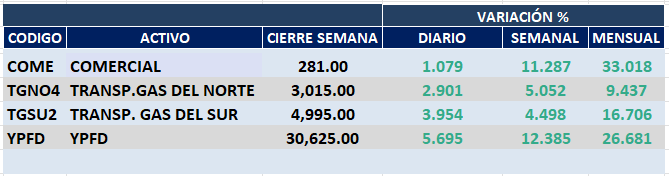 VARIACIÓN %
CODIGO ACTIVO CIERRE SEMANA DIARIO SEMANAL MENSUAL
COME COMERCIAL 281.00 1.079 11.287 33.018
TGNO4 TRANSP.GAS DEL NORTE 3,015.00 2.901 5.052 9.437
TGSU2 TRANSP. GAS DEL SUR 4,995.00 3.954 4.498 16.706
YPFD YPFD 30,625.00 5.695 12.385 26.681